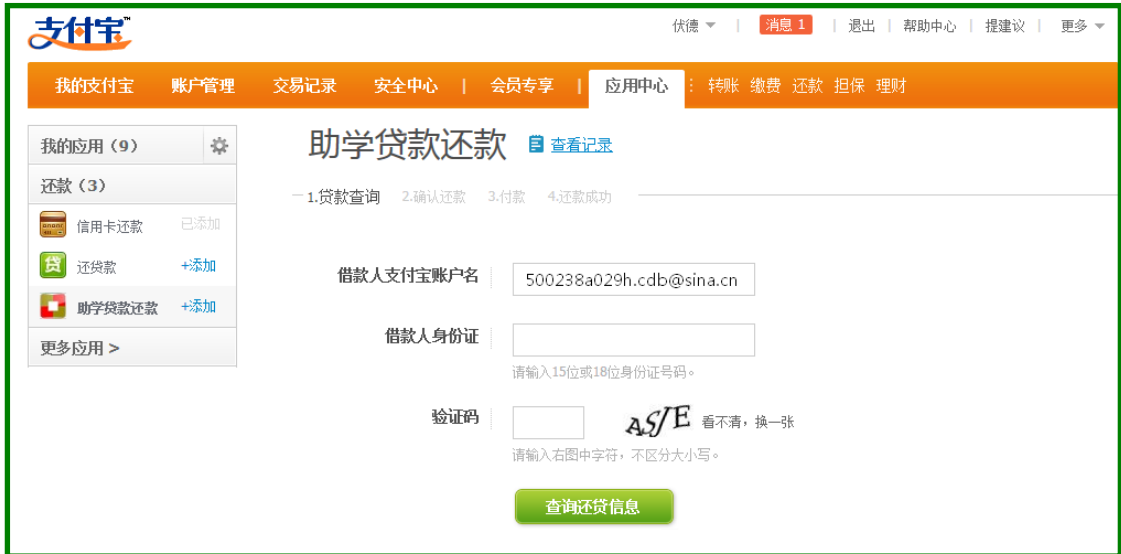 支付宝™
伏德 | 消息 1 | 退出 | 帮助中心 | 提建议 | 更多
我的支付宝 账户管理 交易记录 安全中心 | 会员专享 | 应用中心 转账 缴费 还款 担保 理财
我的应用（9）
还款（3）
信用卡还款 已添加
还贷款 +添加
助学贷款还款 +添加
更多应用 >
助学贷款还款 查看记录
1.贷款查询 2.确认还款 3.付款 4.还款成功
借款人支付宝账户名 500238a029h.cdb@sina.cn
借款人身份证
请输入15位或18位身份证号码。
验证码 ASJE 看不清，换一张
请输入右图中字符，不区分大小写。
查询还贷信息